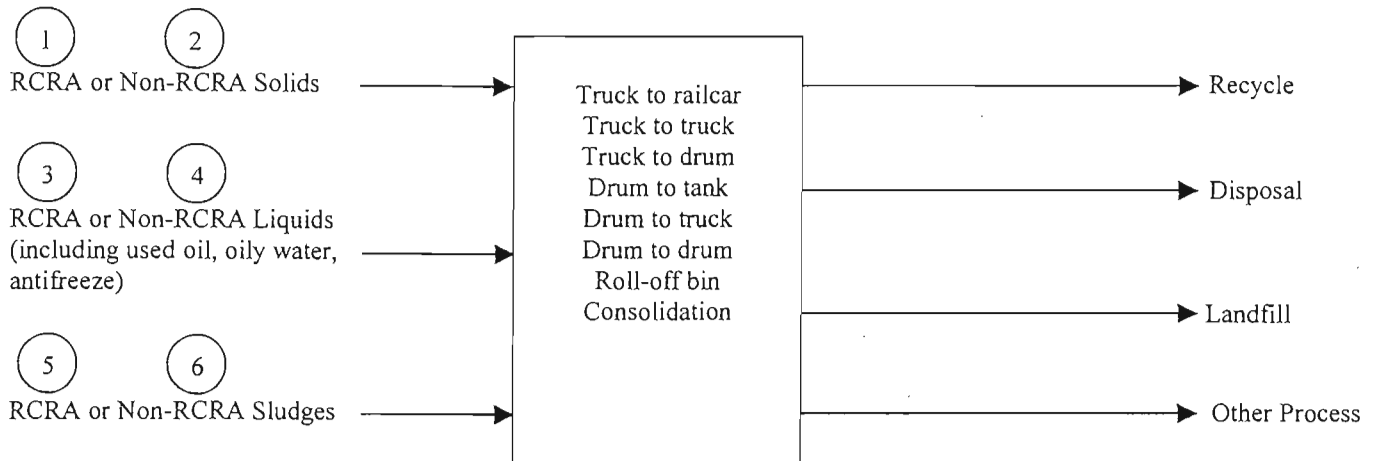 1 2
RCRA or Non-RCRA Solids
3 4
RCRA or Non-RCRA Liquids
(including used oil, oily water,
antifreeze)
5 6
RCRA or Non-RCRA Sludges
Truck to railcar
Truck to truck
Truck to drum
Drum to tank
Drum to truck
Drum to drum
Roll-off bin
Consolidation
Recycle
Disposal
Landfill
Other Process